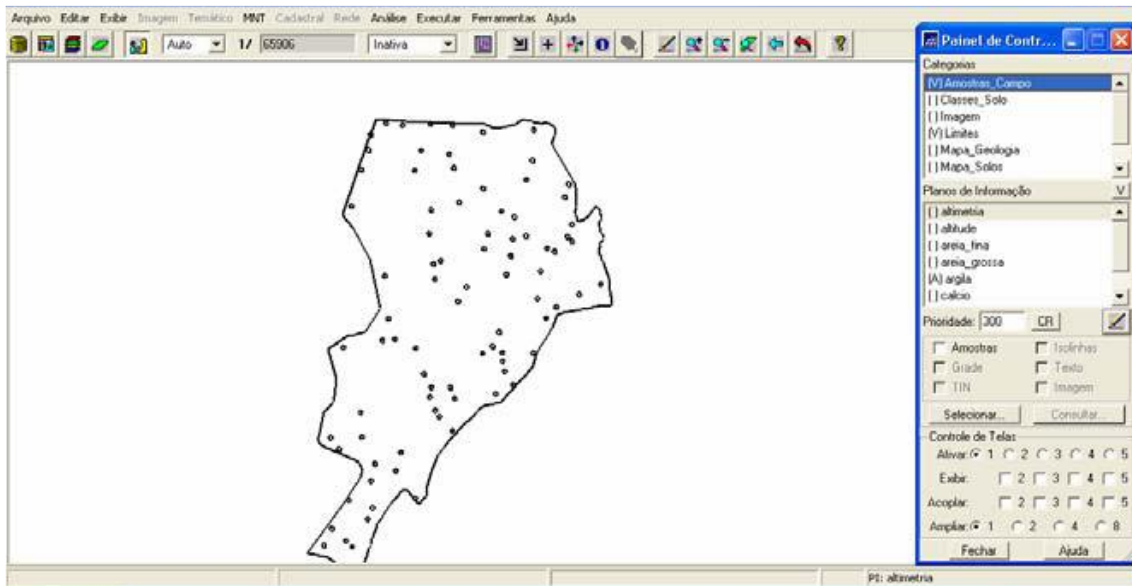 Arquivo Editar Exibir Imagem Temático MNT Cadastral Rede Análise Executar Ferramentas Ajuda
Auto 1/ 65906 Inativa
Painel de Contr...
Categorias
(V) Amostras_Campo
( ) Classes_Solo
( ) Imagem
(V) Limites
( ) Mapa_Geologia
( ) Mapa_Solos
Planos de Informação V
( ) altimetria
( ) altitude
( ) areia_fina
( ) areia_grossa
(A) argila
( ) calcio
Prioridade: 300 CR
Amostras Isolinhas
Grade Texto
TIN Imagem
Selecionar... Consultar...
Controle de Telas
Ativar: 1 2 3 4 5
Exibir: 2 3 4 5
Acoplar: 2 3 4 5
Ampliar: 1 2 4 8
Fechar Ajuda
PI: altimetria